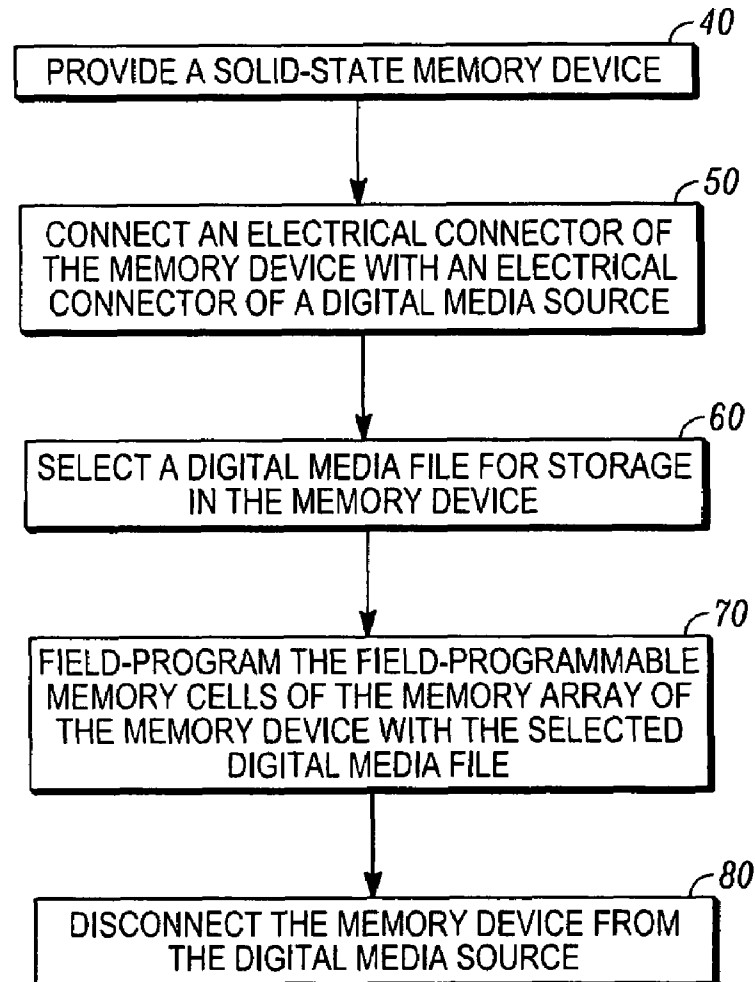 40
PROVIDE A SOLID-STATE MEMORY DEVICE
50
CONNECT AN ELECTRICAL CONNECTOR OF
THE MEMORY DEVICE WITH AN ELECTRICAL
CONNECTOR OF A DIGITAL MEDIA SOURCE
60
SELECT A DIGITAL MEDIA FILE FOR STORAGE
IN THE MEMORY DEVICE
70
FIELD-PROGRAM THE FIELD-PROGRAMMABLE
MEMORY CELLS OF THE MEMORY ARRAY OF
THE MEMORY DEVICE WITH THE SELECTED
DIGITAL MEDIA FILE
80
DISCONNECT THE MEMORY DEVICE FROM
THE DIGITAL MEDIA SOURCE